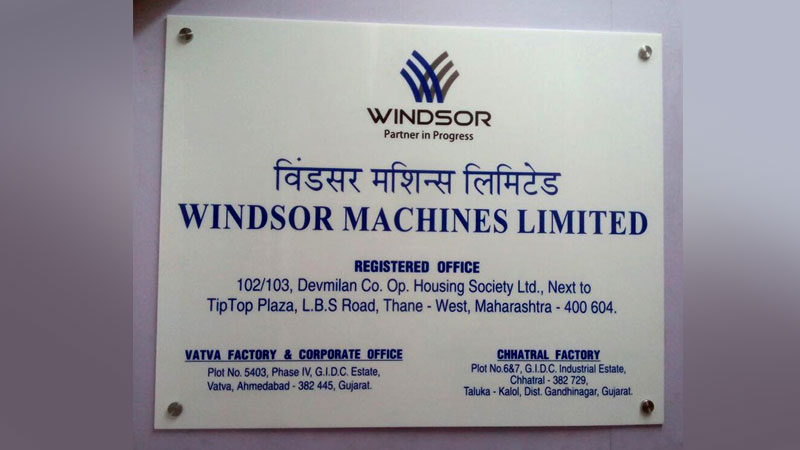 WINDSOR
Partner in Progress
विंडसर मशिन्स लिमिटेड
WINDSOR MACHINES LIMITED
REGISTERED OFFICE
102/103, Devmilan Co. Op. Housing Society Ltd., Next to
TipTop Plaza, L.B.S Road, Thane - West, Maharashtra - 400 604.
VATVA FACTORY & CORPORATE OFFICE
Plot No. 5403, Phase IV, G.I.D.C. Estate,
Vatva, Ahmedabad - 382 445, Gujarat.
CHHATRAL FACTORY
Plot No.6&7, G.I.D.C. Industrial Estate,
Chhatral - 382 729,
Taluka - Kalol, Dist. Gandhinagar, Gujarat.